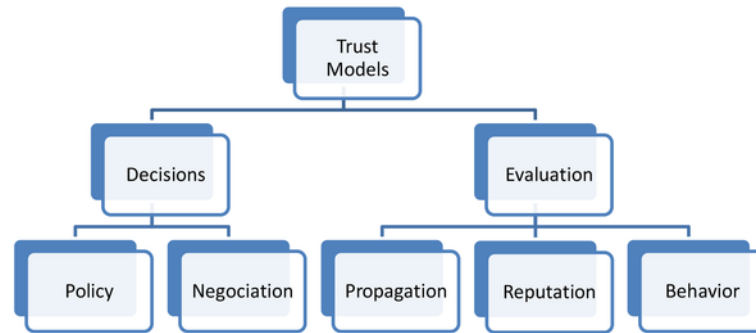 Trust
Models
Decisions
Evaluation
Policy
Negociation
Propagation
Reputation
Behavior